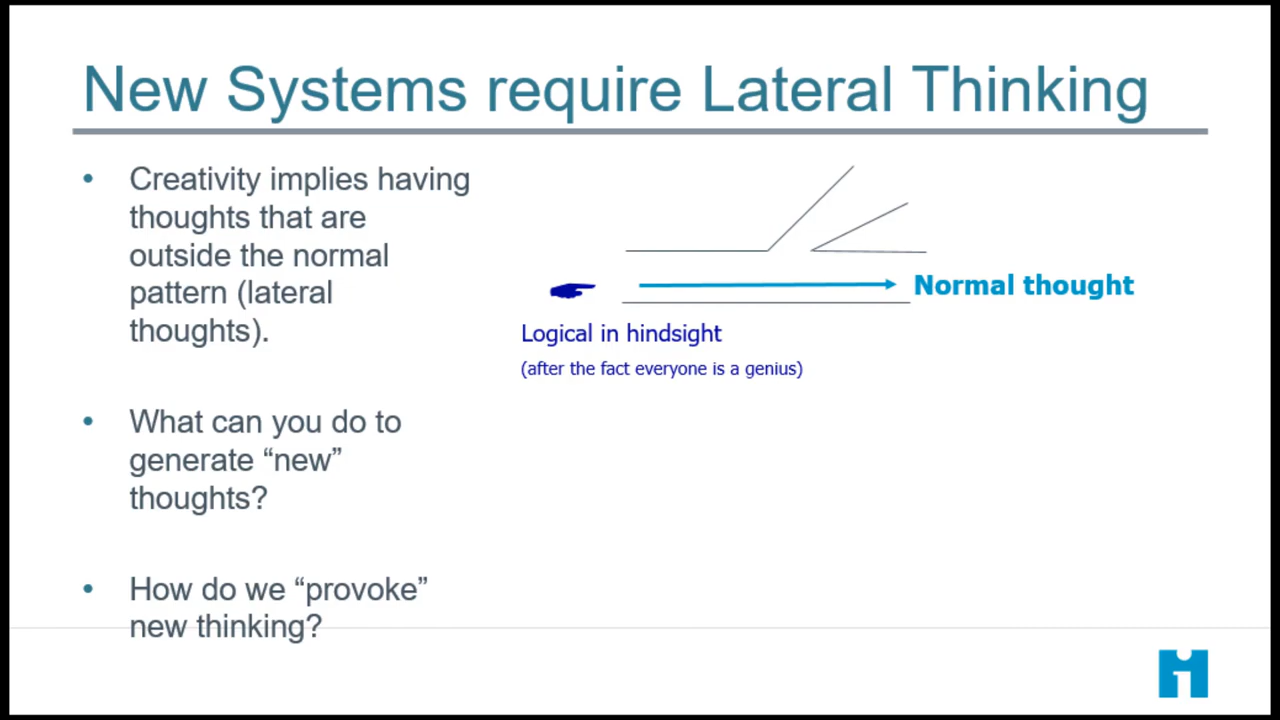 New Systems require Lateral Thinking
• Creativity implies having
thoughts that are
outside the normal
pattern (lateral
thoughts).
• What can you do to
generate “new”
thoughts?
• How do we “provoke”
new thinking?
Normal thought
Logical in hindsight
(after the fact everyone is a genius)